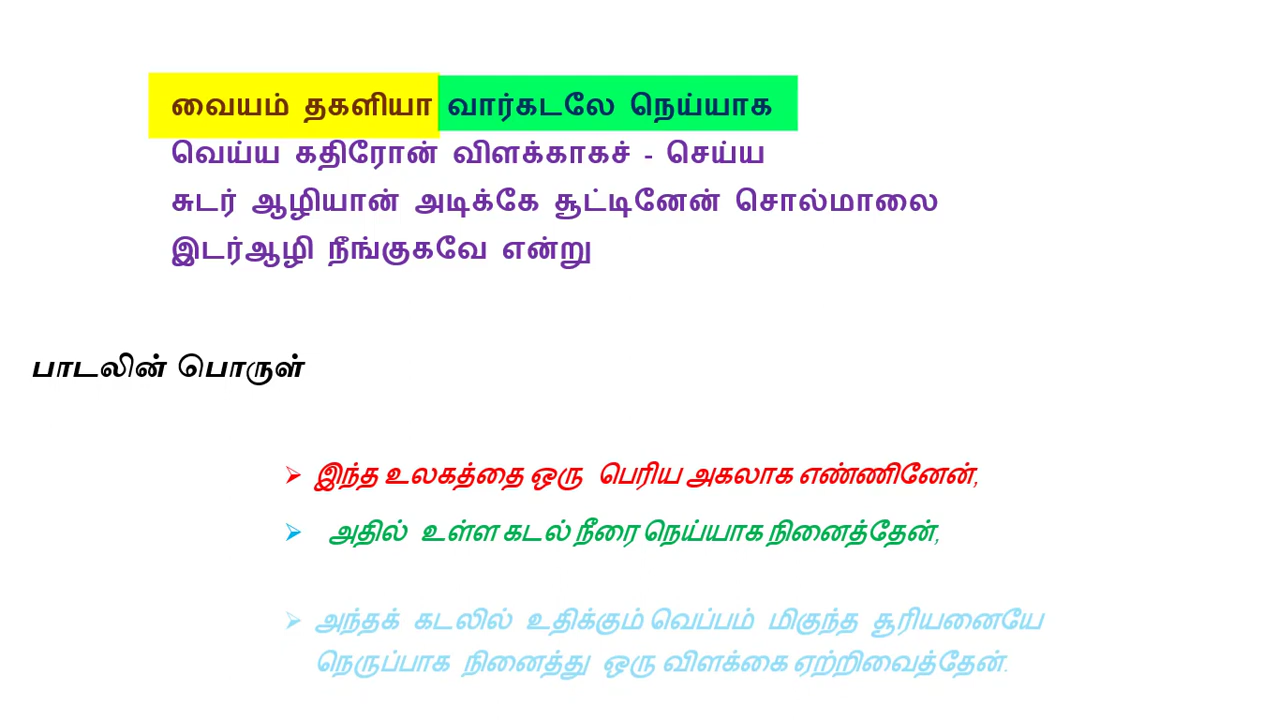 வையம் தகளியா வார்கடலே நெய்யாக
வெய்ய கதிரோன் விளக்காகச் - செய்ய
சுடர் ஆழியான் அடிக்கே சூட்டினேன் சொல்மாலை
இடர்ஆழி நீங்குகவே என்று
பாடலின் பொருள்
இந்த உலகத்தை ஒரு பெரிய அகலாக எண்ணினேன்,
அதில் உள்ள கடல் நீரை நெய்யாக நினைத்தேன்,
அந்தக் கடலில் உதிக்கும் வெப்பம் மிகுந்த சூரியனையே
நெருப்பாக நினைத்து ஒரு விளக்கை ஏற்றிவைத்தேன்.